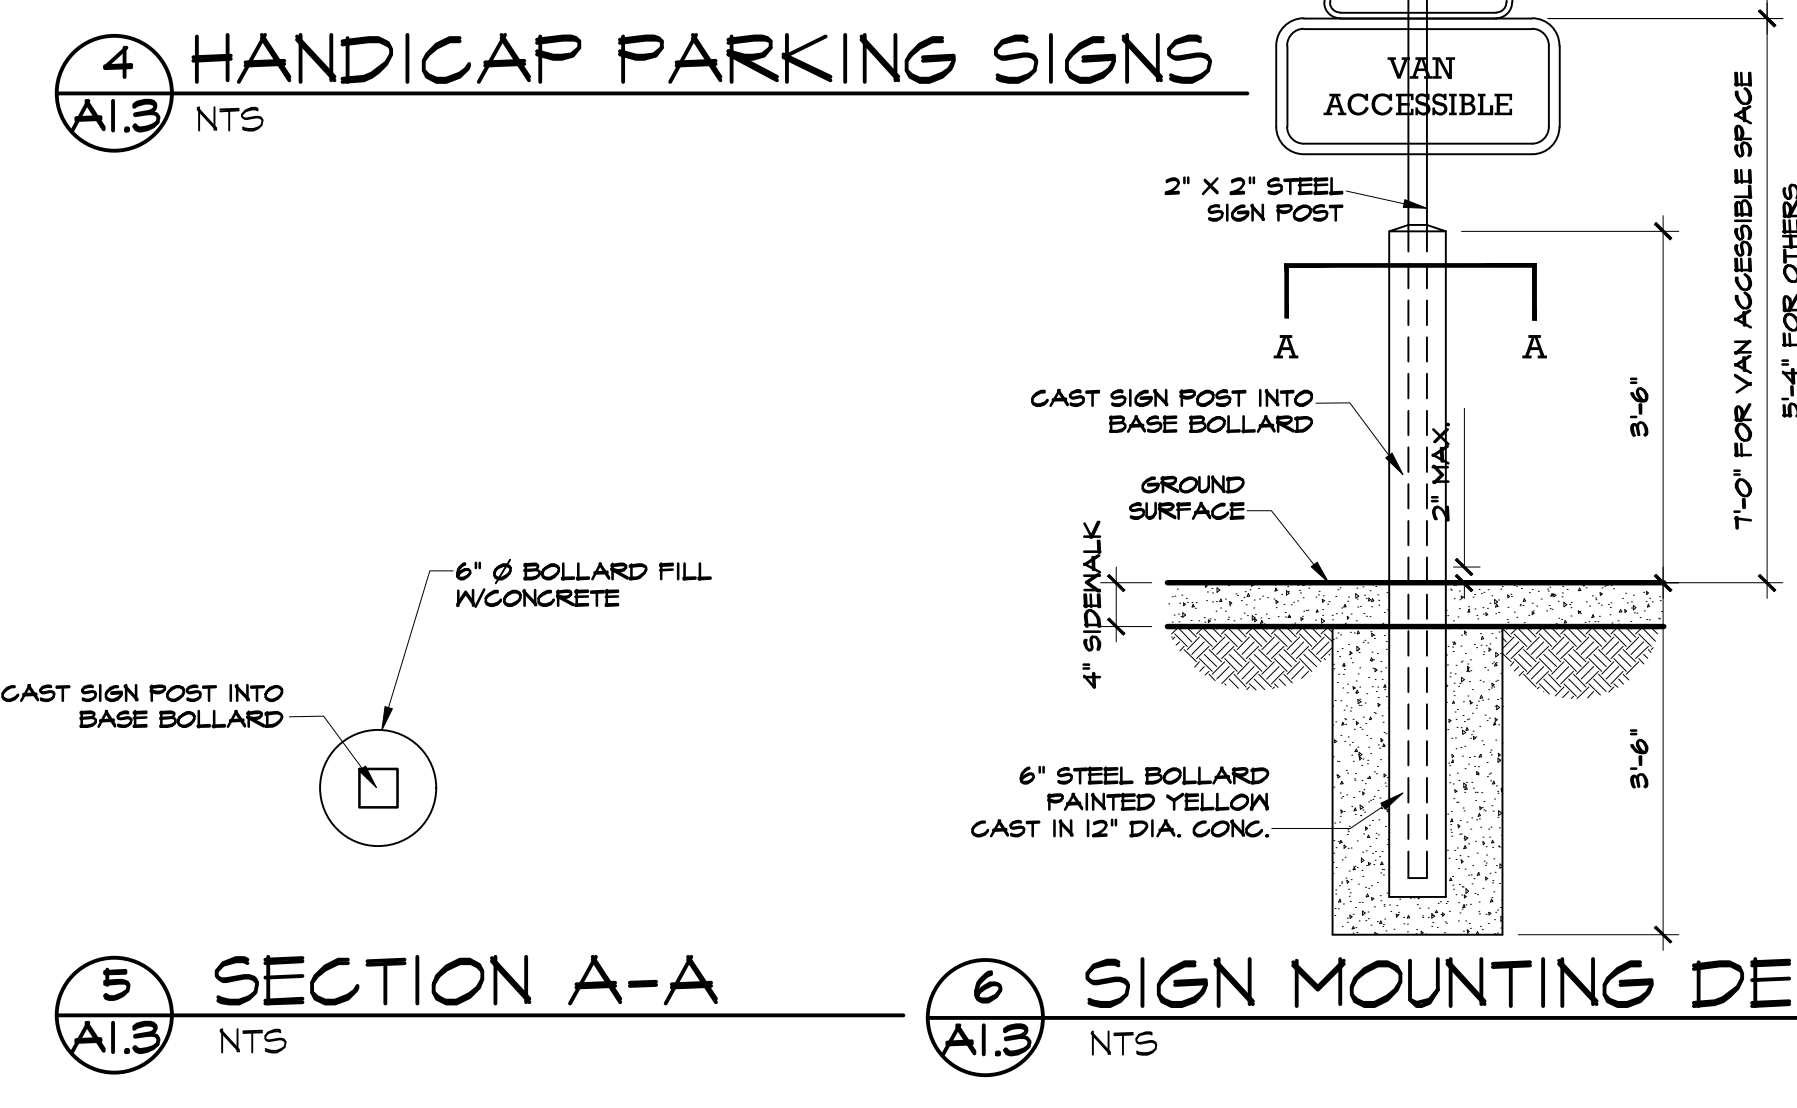 4
A1.3
HANDICAP PARKING SIGNS
NTS
VAN
ACCESSIBLE
2" X 2" STEEL
SIGN POST
A
A
CAST SIGN POST INTO
BASE BOLLARD
2" MAX.
GROUND
SURFACE
4" SIDEWALK
3'-6"
7'-0" FOR VAN ACCESSIBLE SPACE
5'-4" FOR OTHERS
6" Ø BOLLARD FILL
W/CONCRETE
CAST SIGN POST INTO
BASE BOLLARD
6" STEEL BOLLARD
PAINTED YELLOW
CAST IN 12" DIA. CONC.
3'-6"
5
A1.3
SECTION A-A
NTS
6
A1.3
SIGN MOUNTING DE
NTS